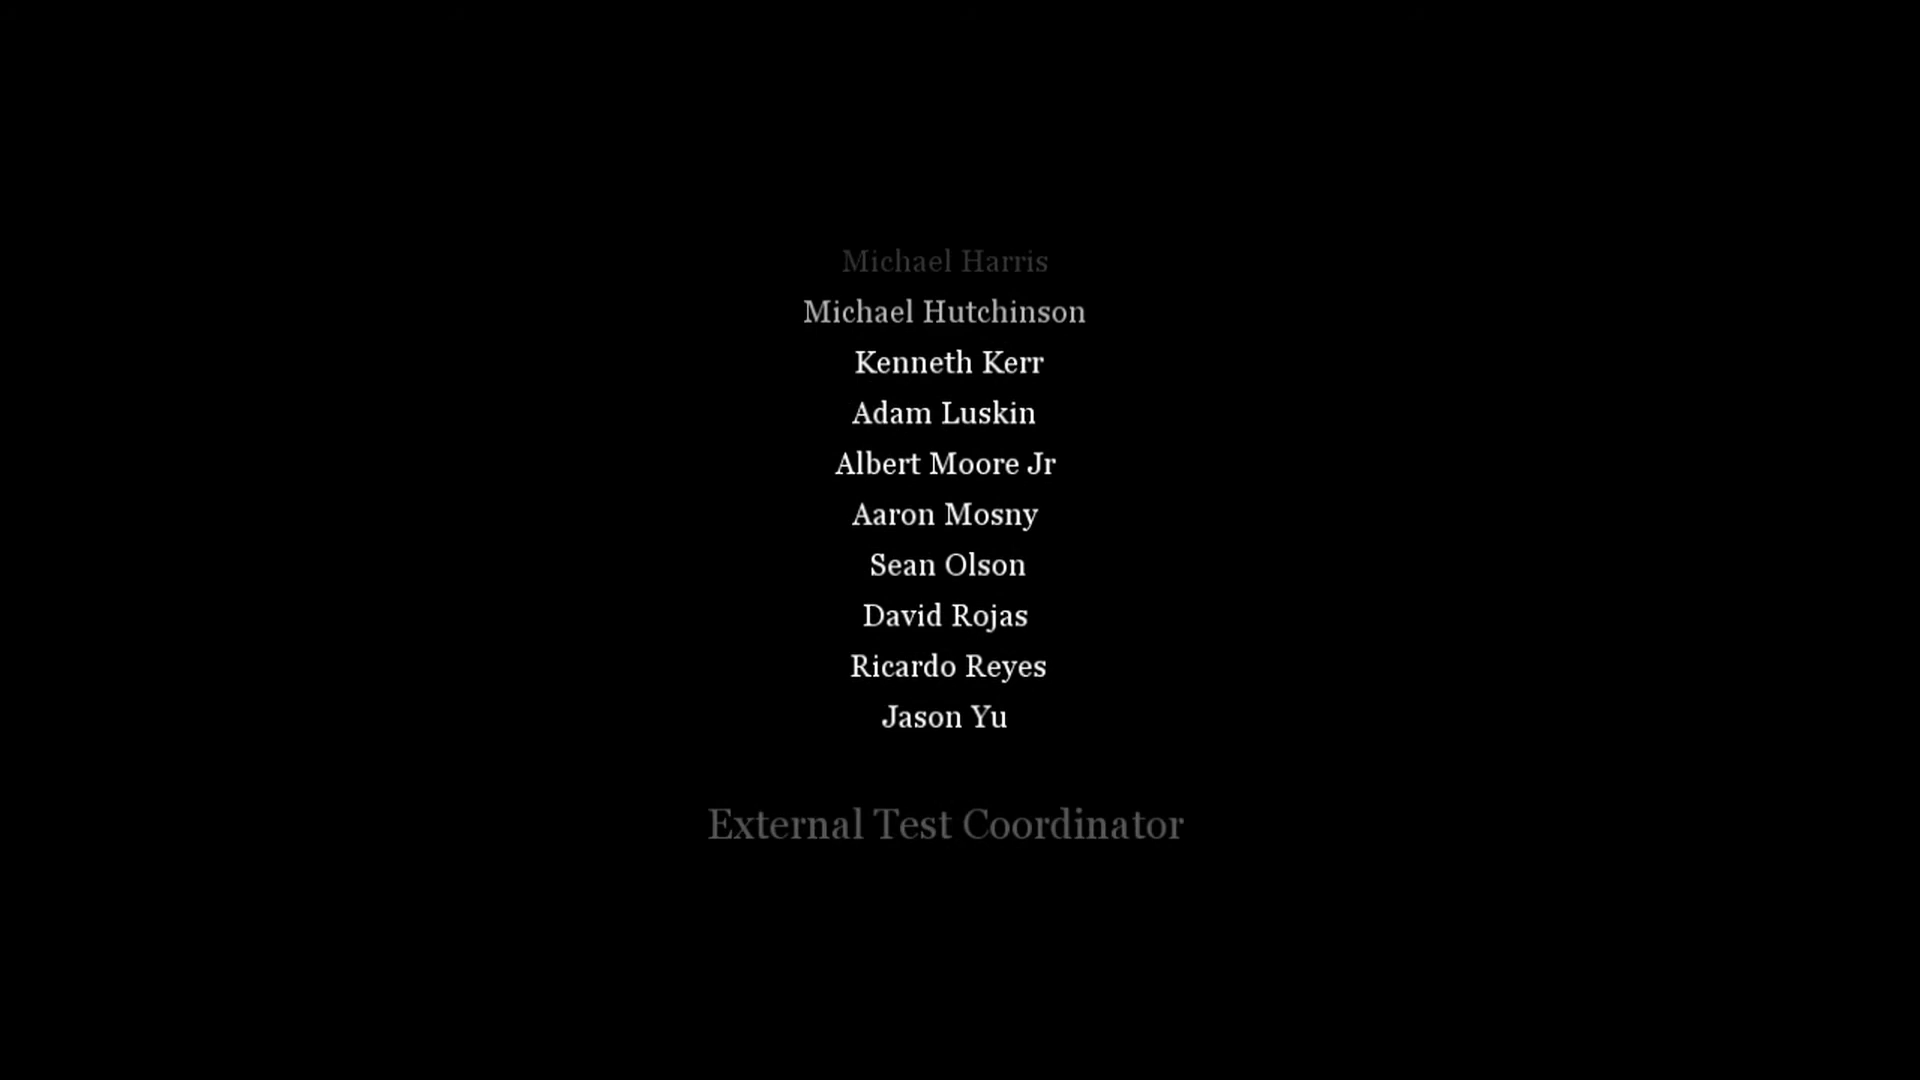 Michael Harris
Michael Hutchinson
Kenneth Kerr
Adam Luskin
Albert Moore Jr
Aaron Mosny
Sean Olson
David Rojas
Ricardo Reyes
Jason Yu
External Test Coordinator